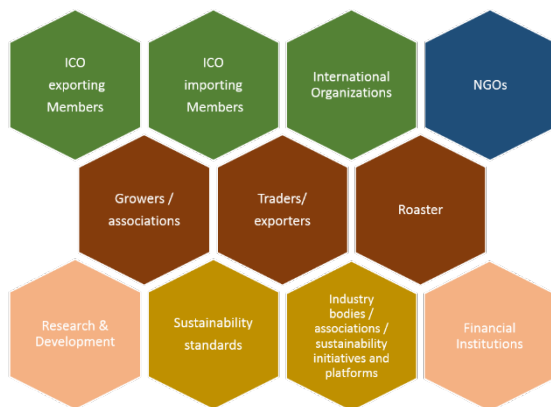 ICO
exporting
Members
ICO
importing
Members
International
Organizations
NGOs
Growers /
associations
Traders/
exporters
Roaster
Research &
Development
Sustainability
standards
Industry
bodies /
associations /
sustainability
initiatives and
platforms
Financial
Institutions